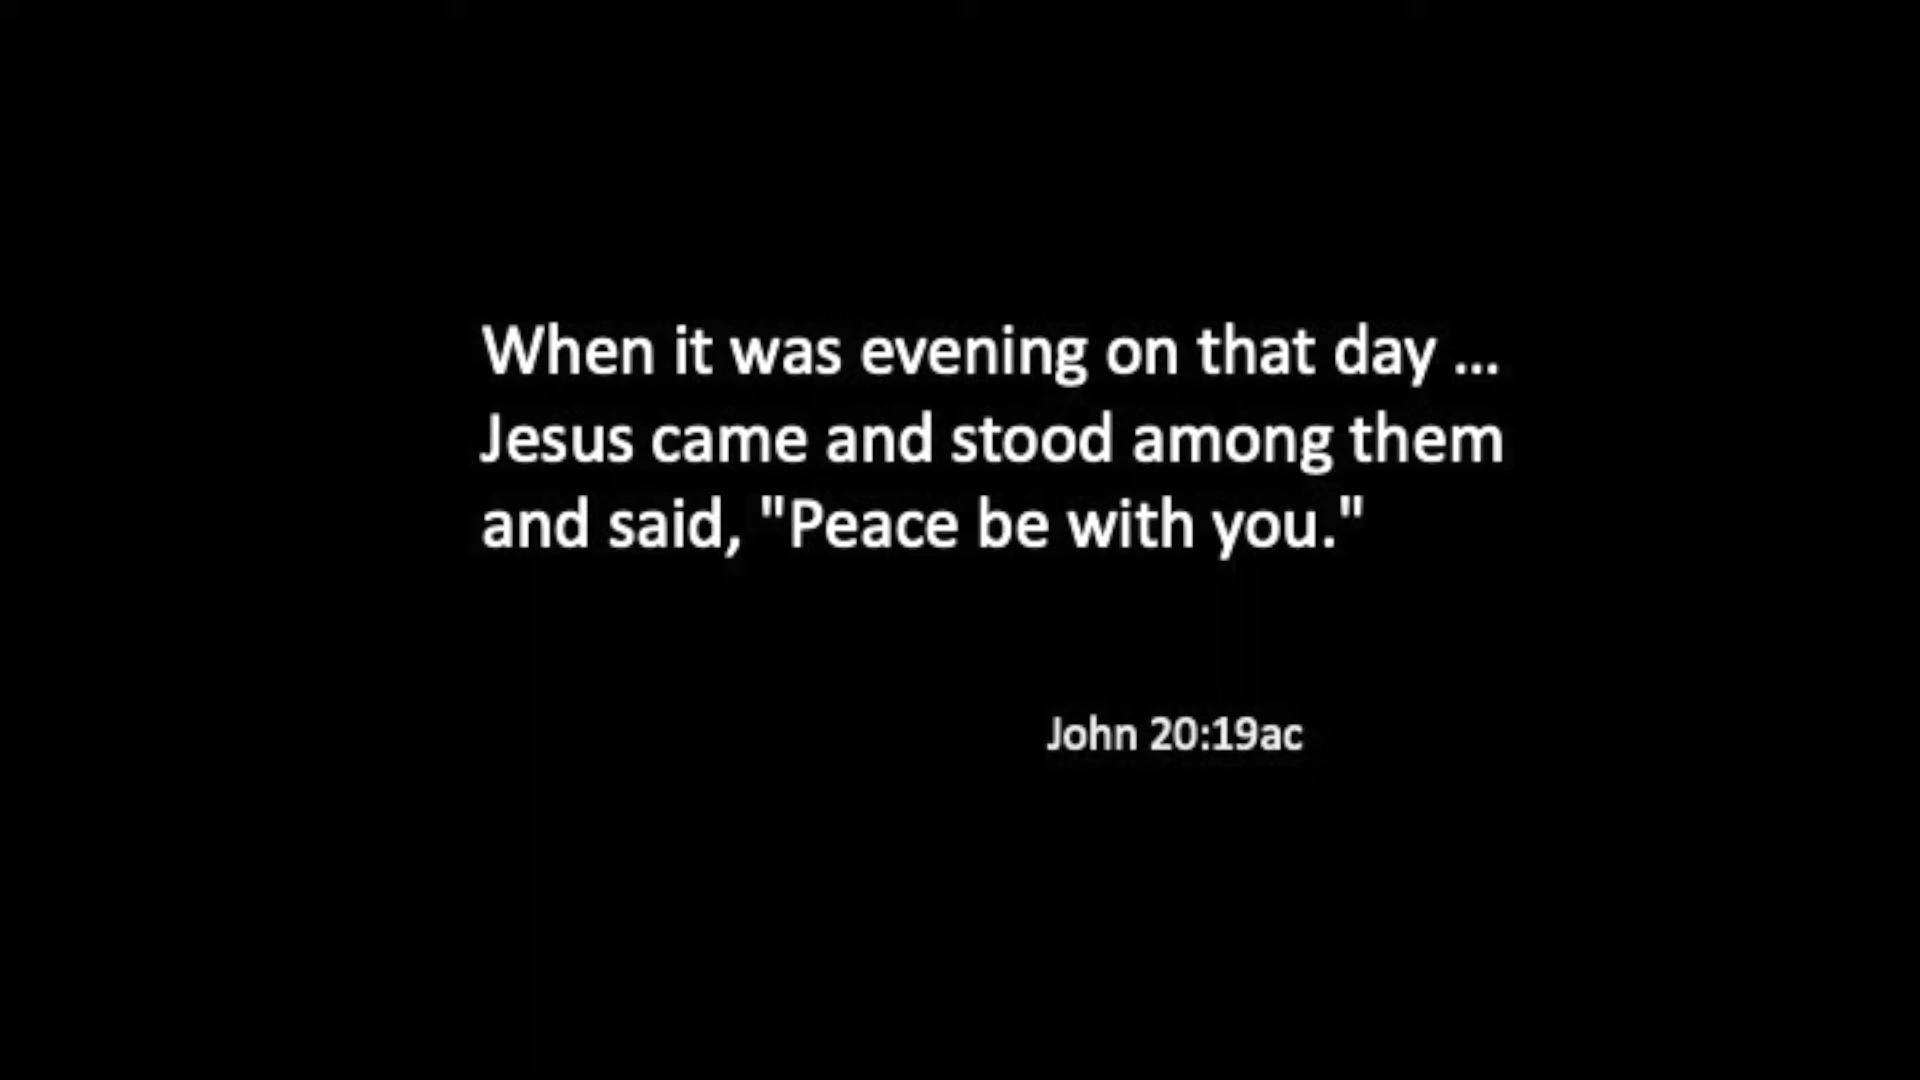 When it was evening on that day ...
Jesus came and stood among them
and said, "Peace be with you."
John 20:19ac